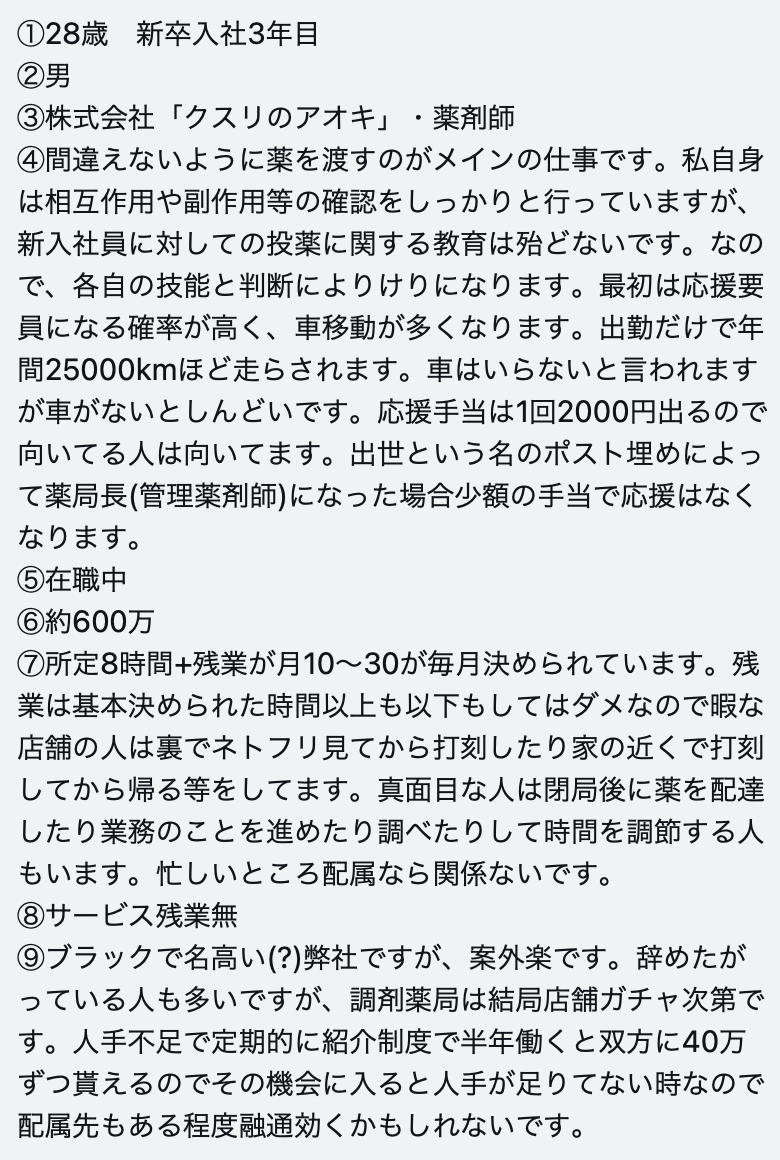 ①28歳　新卒入社3年目
②男
③株式会社「クスリのアオキ」・薬剤師
④間違えないように薬を渡すのがメインの仕事です。私自身
は相互作用や副作用等の確認をしっかりと行っていますが、
新入社員に対しての投薬に関する教育は殆どないです。なの
で、各自の技能と判断によりけりになります。最初は応援要
員になる確率が高く、車移動が多くなります。出勤だけで年
間25000kmほど走らされます。車はいらないと言われます
が車がないとしんどいです。応援手当は1回2000円出るので
向いてる人は向いてます。出世という名のポスト埋めによっ
て薬局長(管理薬剤師)になった場合少額の手当で応援はなく
なります。
⑤在職中
⑥約600万
⑦所定8時間+残業が月10〜30が毎月決められています。残
業は基本決められた時間以上も以下もしてはダメなので暇な
店舗の人は裏でネトフリ見てから打刻したり家の近くで打刻
してから帰る等をしてます。真面目な人は閉局後に薬を配達
したり業務のことを進めたり調べたりして時間を調節する人
もいます。忙しいところ配属なら関係ないです。
⑧サービス残業無
⑨ブラックで名高い(?)弊社ですが、案外楽です。辞めたが
っている人も多いですが、調剤薬局は結局店舗ガチャ次第で
す。人手不足で定期的に紹介制度で半年働くと双方に40万
ずつ貰えるのでその機会に入ると人手が足りてない時なので
配属先もある程度融通効くかもしれないです。